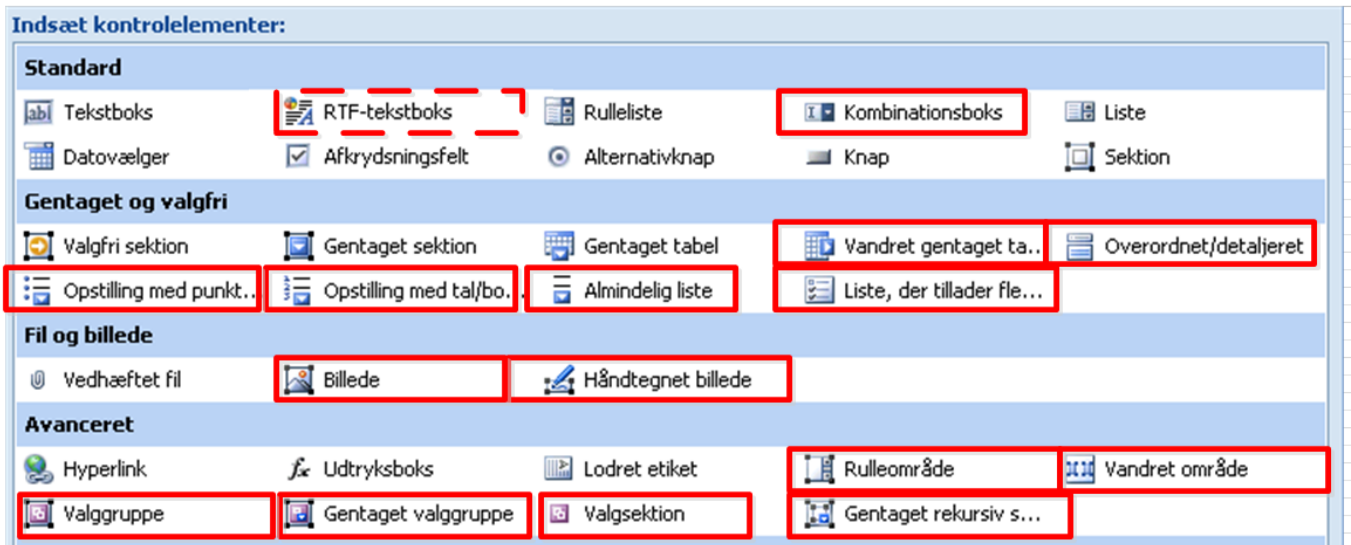 Indsæt kontrolelementer:
Standard
Tekstboks RTF-tekstboks Rulleliste Kombinationsboks Liste
Datovælger Afkrydsningsfelt Alternativknap Knap Sektion
Gentaget og valgfri
Valgfri sektion Gentaget sektion Gentaget tabel Vandret gentaget ta... Overordnet/detaljeret
Opstilling med punkt... Opstilling med tal/bo... Almindelig liste Liste, der tillader fle...
Fil og billede
Vedhæftet fil Billede Håndtegnet billede
Avanceret
Hyperlink Udtryksboks Lodret etiket Rulleområde Vandret område
Valggruppe Gentaget valggruppe Valgsektion Gentaget rekursiv s...